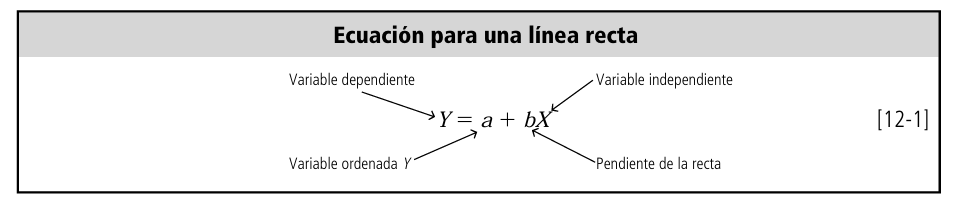 Ecuación para una línea recta
Variable dependiente
Variable independiente
Y = a + bX
[12-1]
Variable ordenada Y
Pendiente de la recta